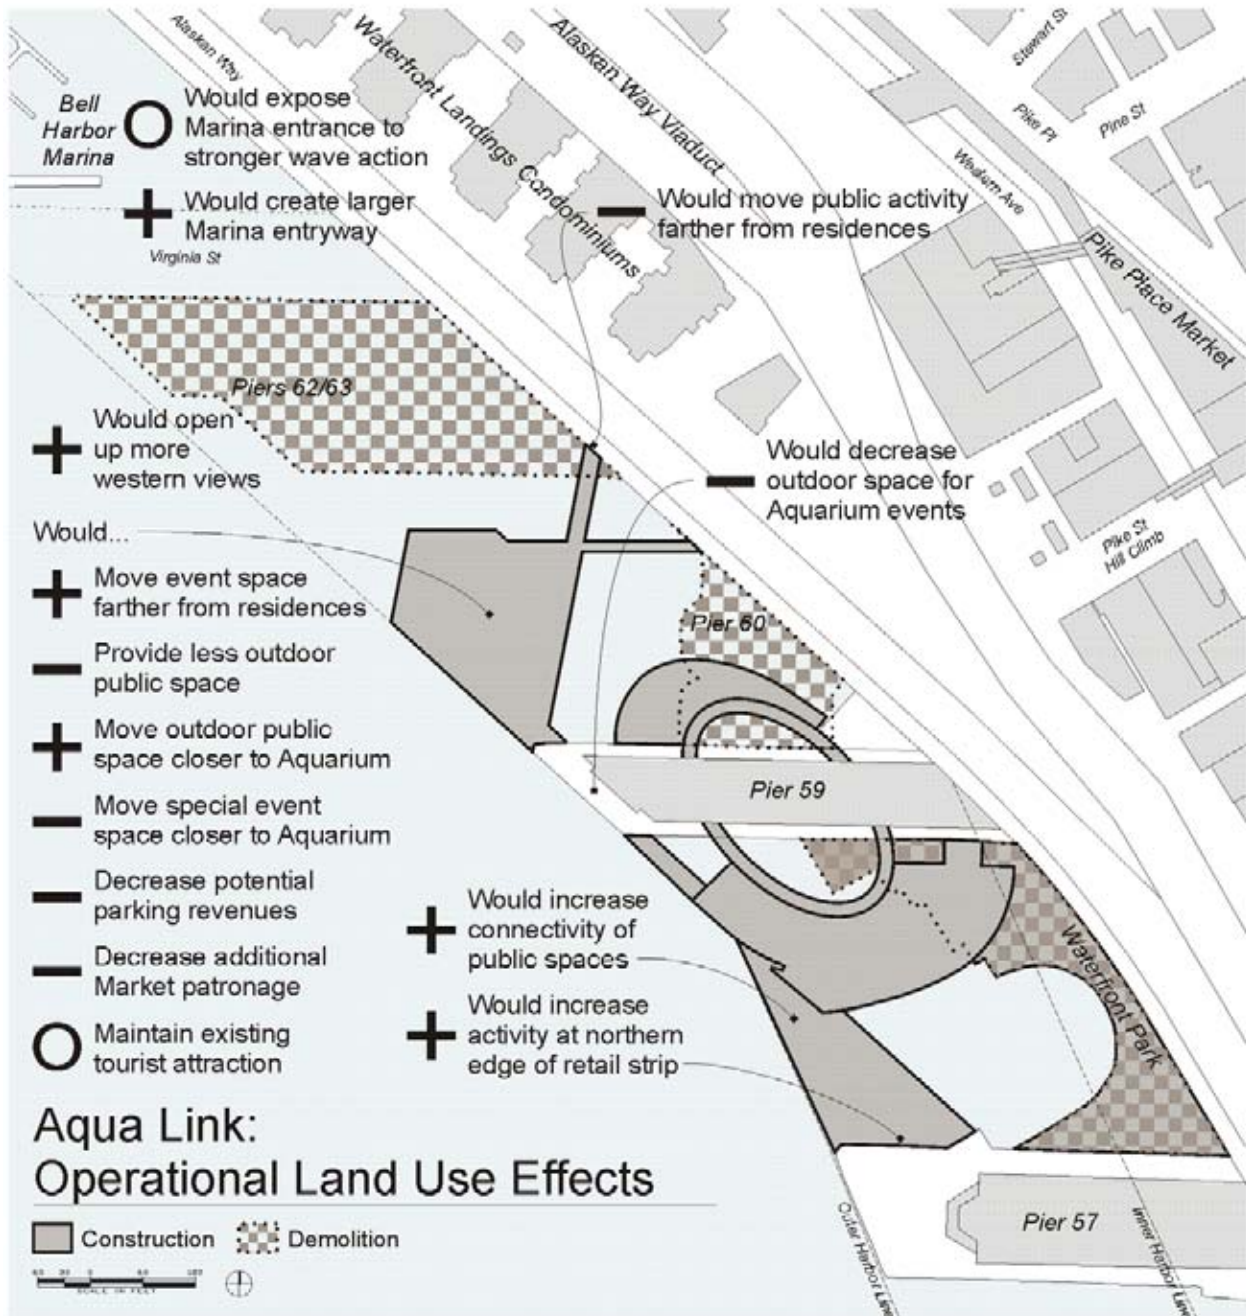 Alaskan Way
Waterfront Landings Condominiums
Alaskan Way Viaduct
Stewart St
Pike Pl
Pine St
Western Ave
Pike Place Market
Bell
Harbor
Marina
O Would expose
Marina entrance to
stronger wave action
+ Would create larger
Marina entryway
Virginia St
− Would move public activity
farther from residences
Piers 62/63
+ Would open
up more
western views
− Would decrease
outdoor space for
Aquarium events
Pike St
Hill Climb
Would...
+ Move event space
farther from residences
− Provide less outdoor
public space
+ Move outdoor public
space closer to Aquarium
− Move special event
space closer to Aquarium
− Decrease potential
parking revenues
− Decrease additional
Market patronage
O Maintain existing
tourist attraction
Pier 60
Pier 59
+ Would increase
connectivity of
public spaces
+ Would increase
activity at northern
edge of retail strip
Waterfront Park
Aqua Link:
Operational Land Use Effects
Construction
Demolition
SCALE IN FEET
Outer Harbor Line
Inner Harbor Line
Pier 57